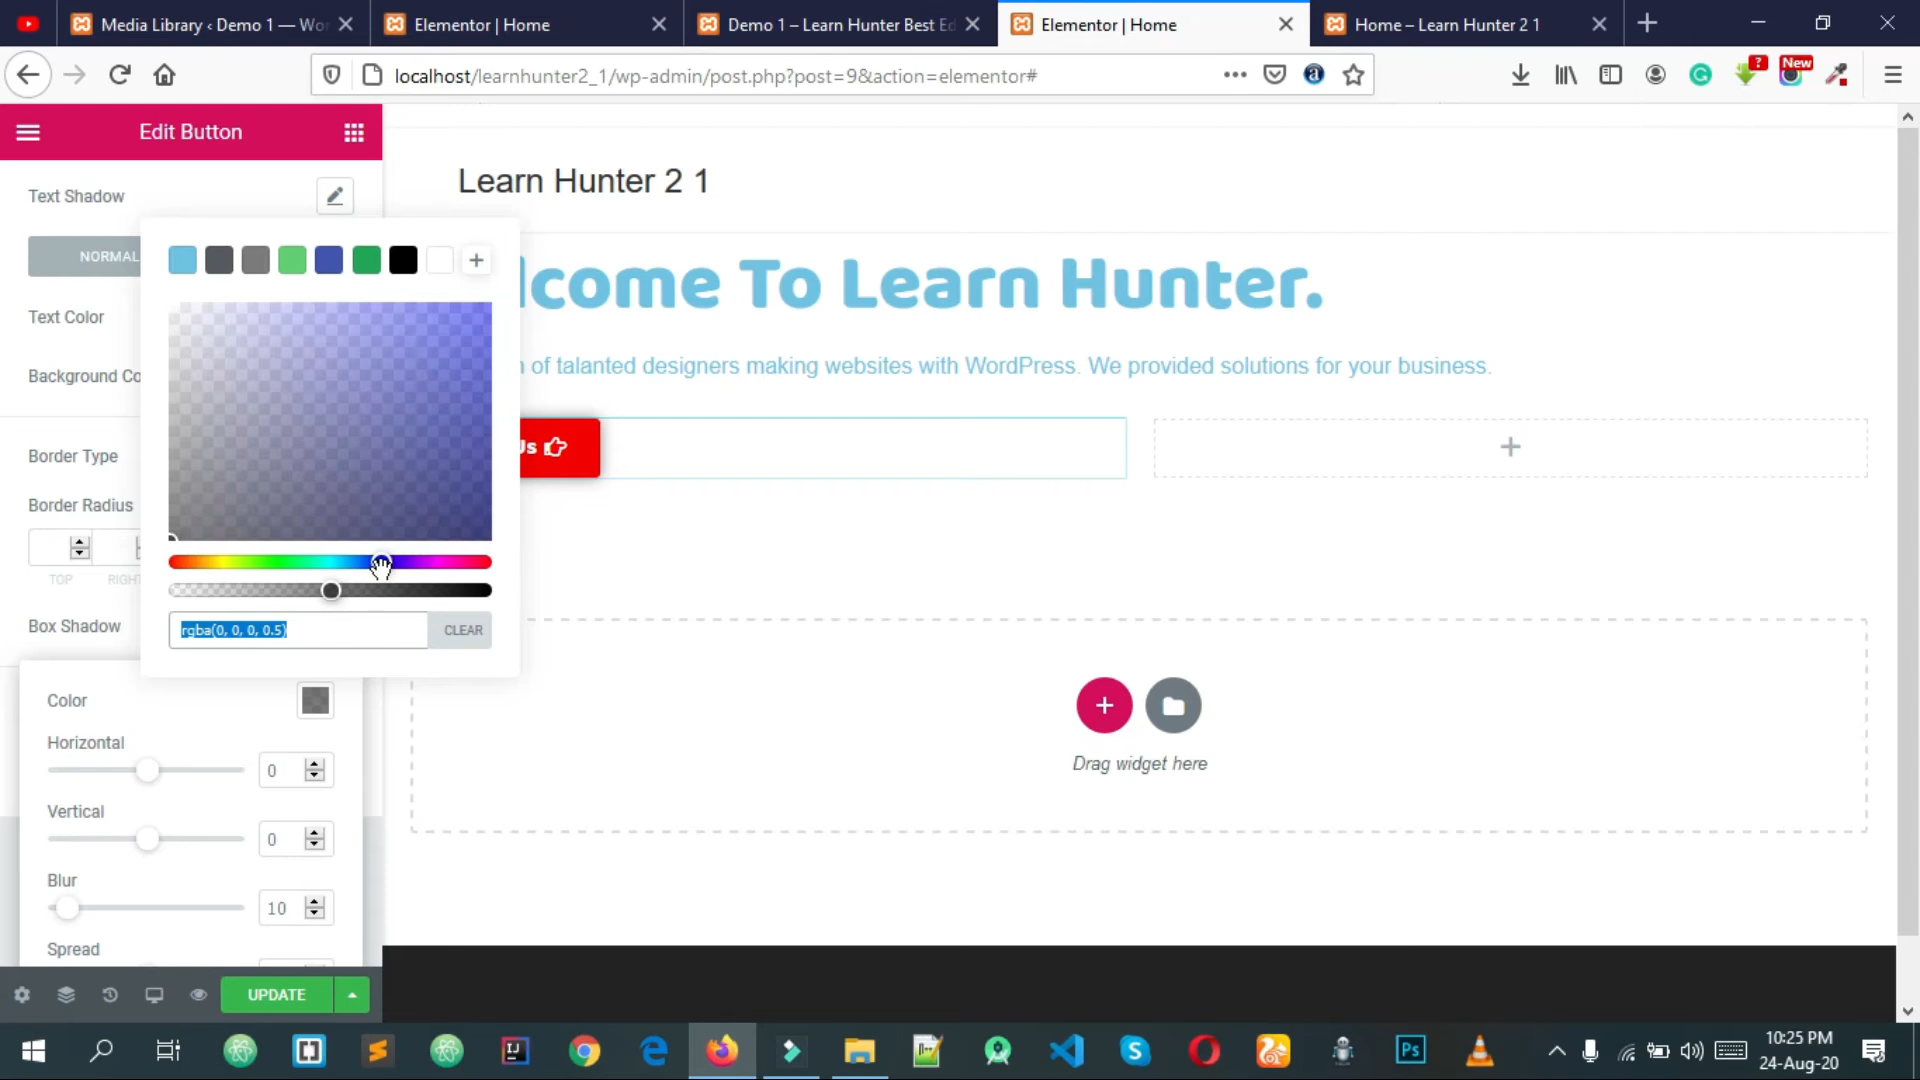 Media Library ‹ Demo 1 — Wor
Elementor | Home
Demo 1 – Learn Hunter Best Ed
Elementor | Home
Home – Learn Hunter 2 1
localhost/learnhunter2_1/wp-admin/post.php?post=9&action=elementor#
?
New
Edit Button
Text Shadow
NORMAL
Text Color
Background Co
Border Type
Border Radius
TOP
RIGH
Box Shadow
rgba(0, 0, 0, 0.5)
CLEAR
Color
Horizontal
0
Vertical
0
Blur
10
Spread
UPDATE
Learn Hunter 2 1
lcome To Learn Hunter.
n of talanted designers making websites with WordPress. We provided solutions for your business.
Us
Drag widget here
Ps
10:25 PM
24-Aug-20